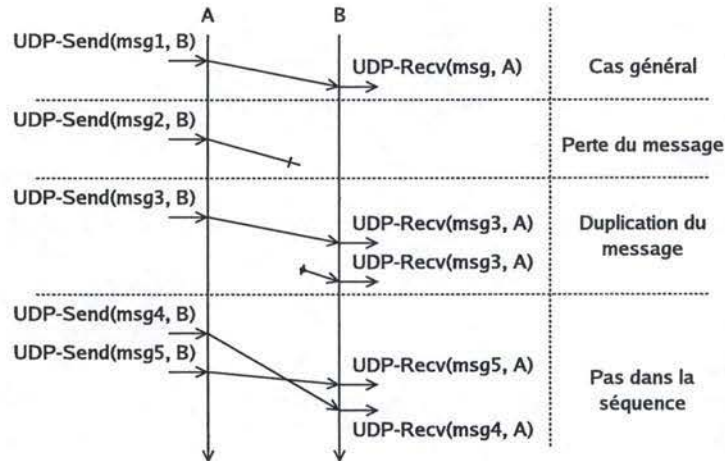 A B
UDP-Send(msg1, B)
UDP-Recv(msg, A)
Cas général
UDP-Send(msg2, B)
Perte du message
UDP-Send(msg3, B)
UDP-Recv(msg3, A)
Duplication du
message
UDP-Recv(msg3, A)
UDP-Send(msg4, B)
UDP-Send(msg5, B)
UDP-Recv(msg5, A)
Pas dans la
séquence
UDP-Recv(msg4, A)